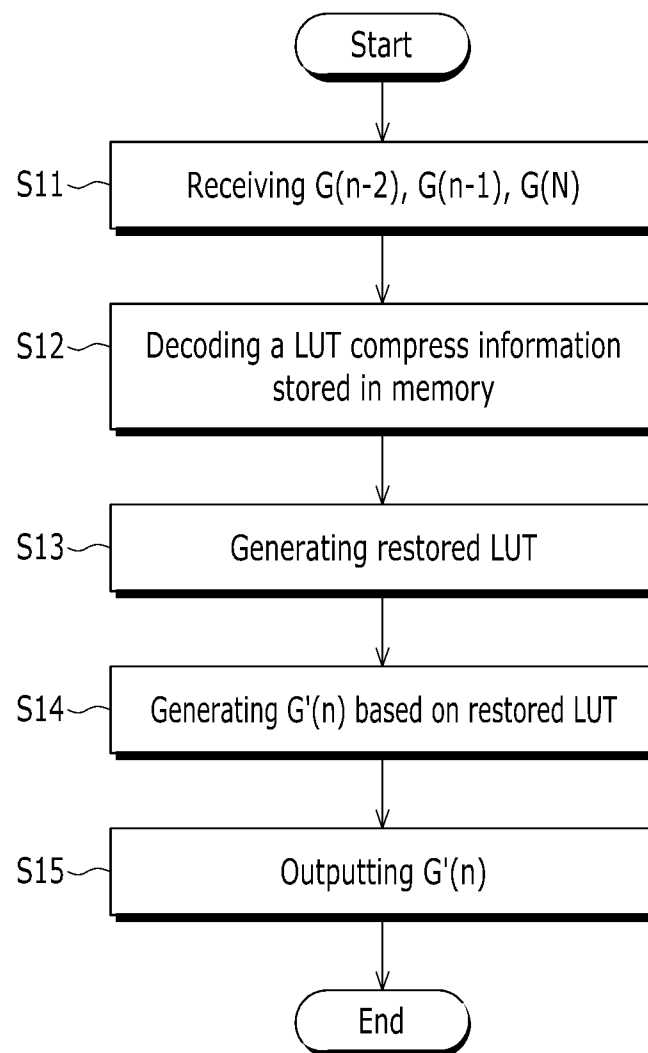 Start
S11
Receiving G(n-2), G(n-1), G(N)
S12
Decoding a LUT compress information
stored in memory
S13
Generating restored LUT
S14
Generating G'(n) based on restored LUT
S15
Outputting G'(n)
End